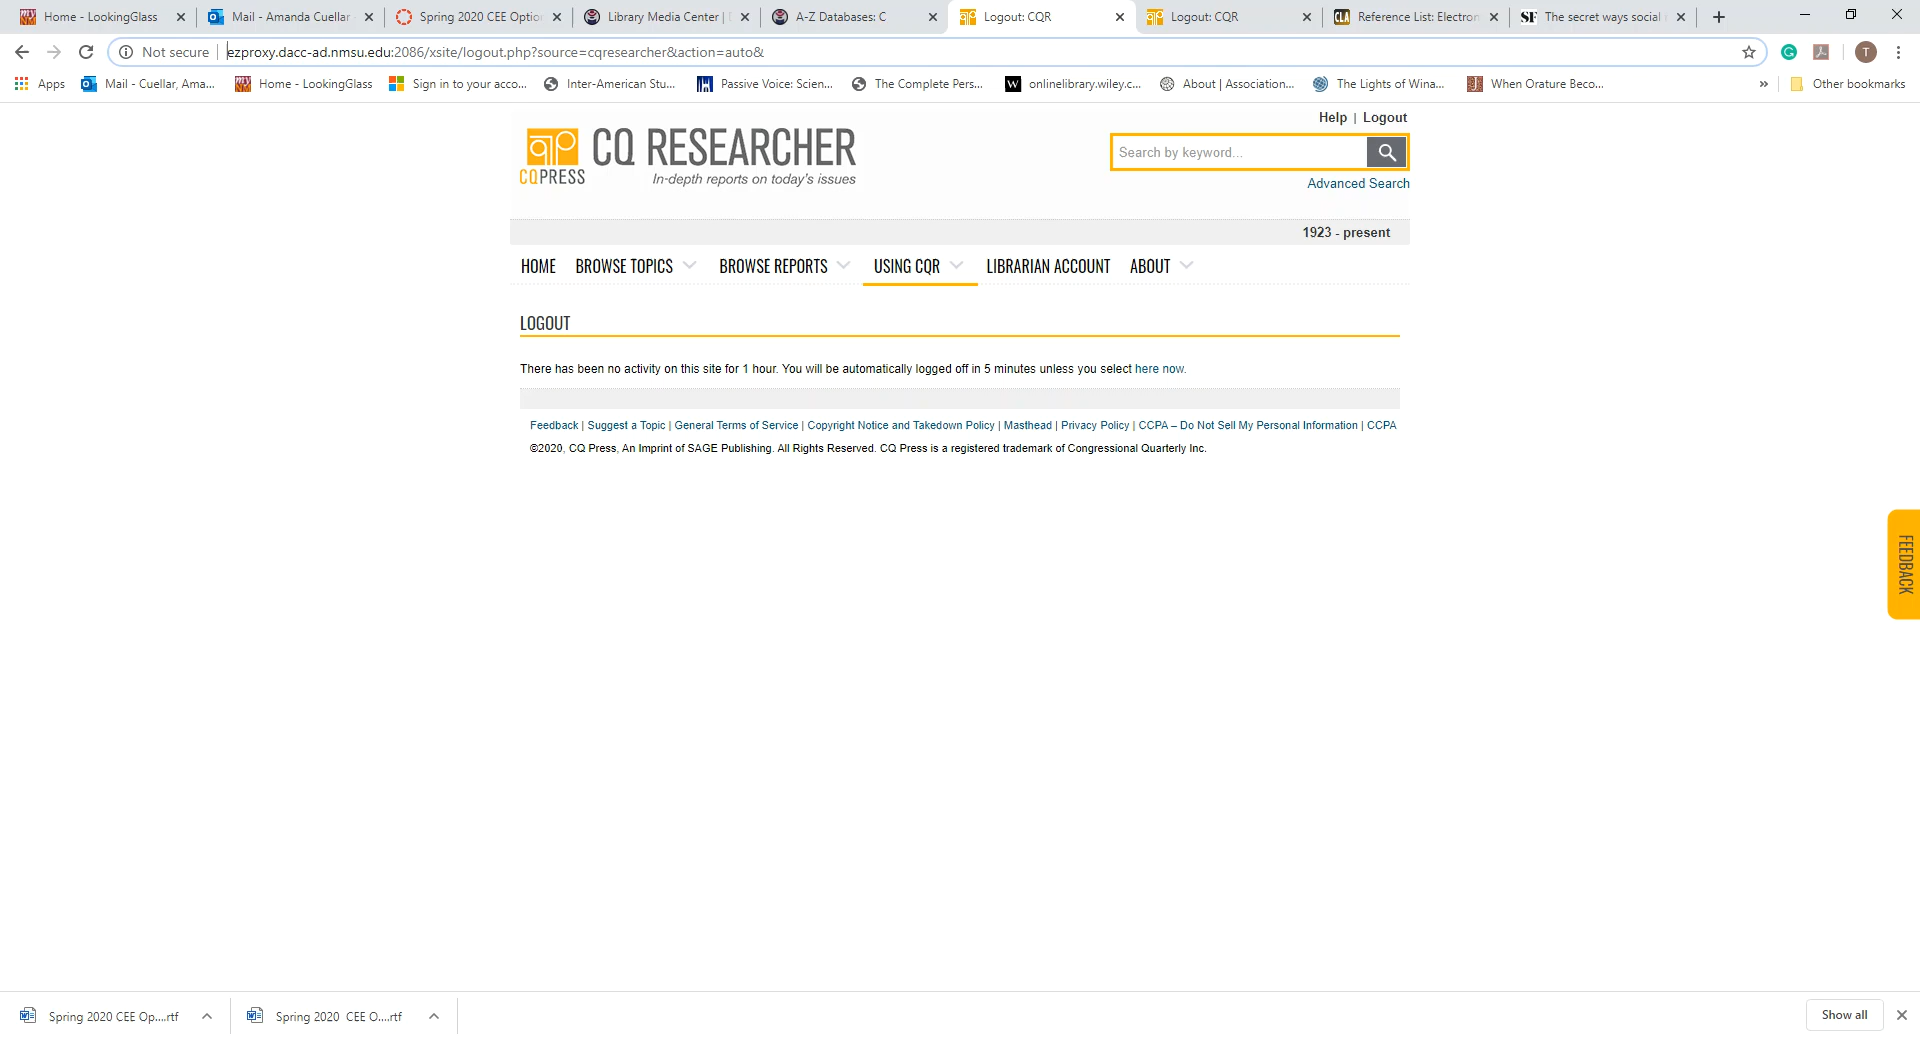 Home - LookingGlass
Mail - Amanda Cuellar
Spring 2020 CEE Optio
Library Media Center |
A-Z Databases: C
Logout: CQR
Logout: CQR
Reference List: Electron
The secret ways social
Not secure | ezproxy.dacc-ad.nmsu.edu:2086/xsite/logout.php?source=cqresearcher&action=auto&
T
Apps
Mail - Cuellar, Ama...
Home - LookingGlass
Sign in to your acco...
Inter-American Stu...
Passive Voice: Scien...
The Complete Pers...
onlinelibrary.wiley.c...
About | Association...
The Lights of Wina...
When Orature Beco...
»
Other bookmarks
Help | Logout
CQ RESEARCHER
CQPRESS
In-depth reports on today's issues
Search by keyword...
Advanced Search
1923 - present
HOME BROWSE TOPICS BROWSE REPORTS USING CQR LIBRARIAN ACCOUNT ABOUT
LOGOUT
There has been no activity on this site for 1 hour. You will be automatically logged off in 5 minutes unless you select here now.
Feedback | Suggest a Topic | General Terms of Service | Copyright Notice and Takedown Policy | Masthead | Privacy Policy | CCPA – Do Not Sell My Personal Information | CCPA
©2020, CQ Press, An Imprint of SAGE Publishing. All Rights Reserved. CQ Press is a registered trademark of Congressional Quarterly Inc.
FEEDBACK
Spring 2020 CEE Op....rtf
Spring 2020 CEE O....rtf
Show all